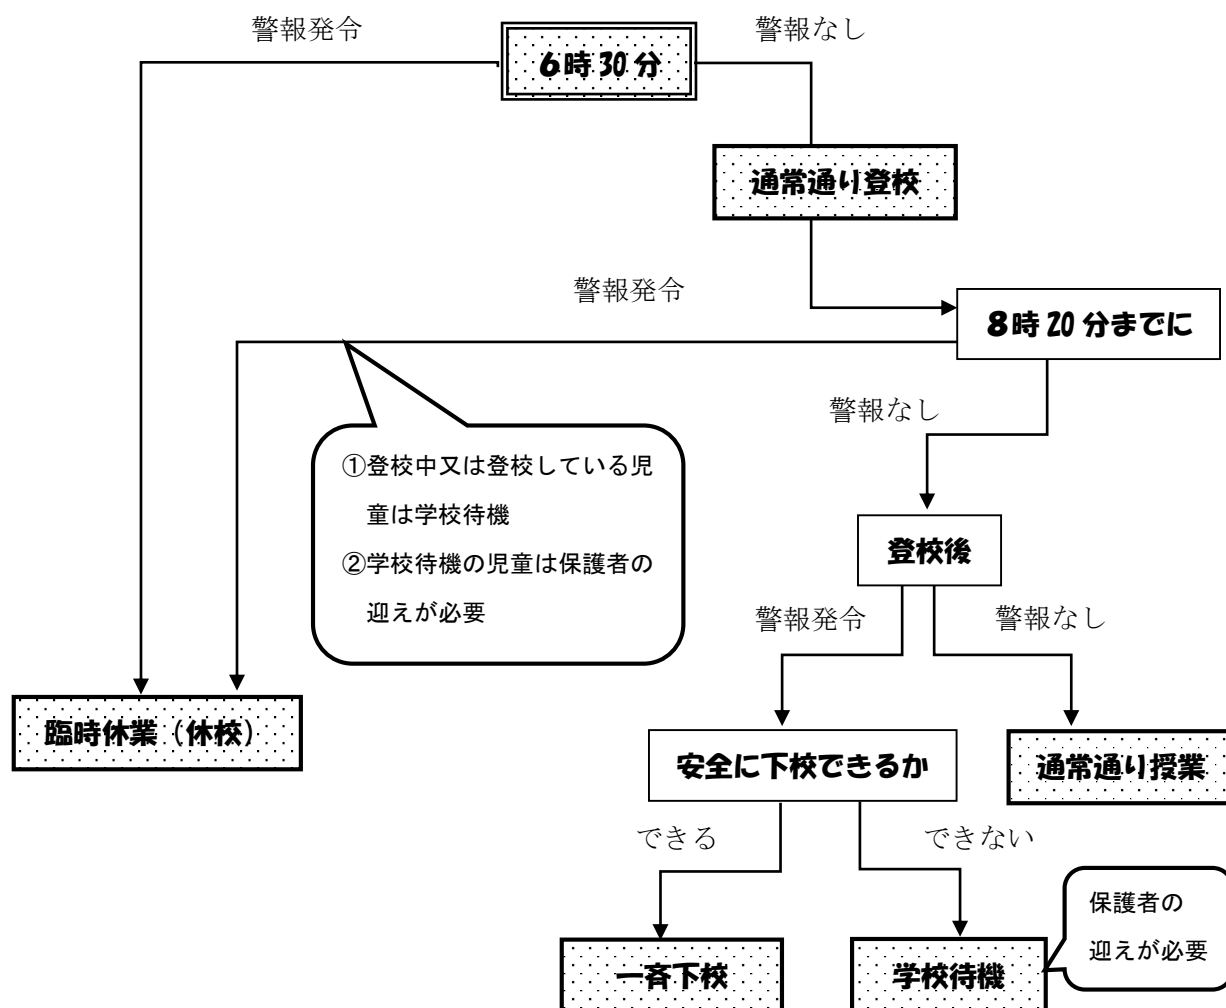 警報発令
警報なし
6時30分
通常通り登校
警報発令
8時20分までに
警報なし
①登校中又は登校している児
童は学校待機
②学校待機の児童は保護者の
迎えが必要
登校後
警報発令
警報なし
臨時休業（休校）
安全に下校できるか
通常通り授業
できる
できない
保護者の
迎えが必要
一斉下校
学校待機